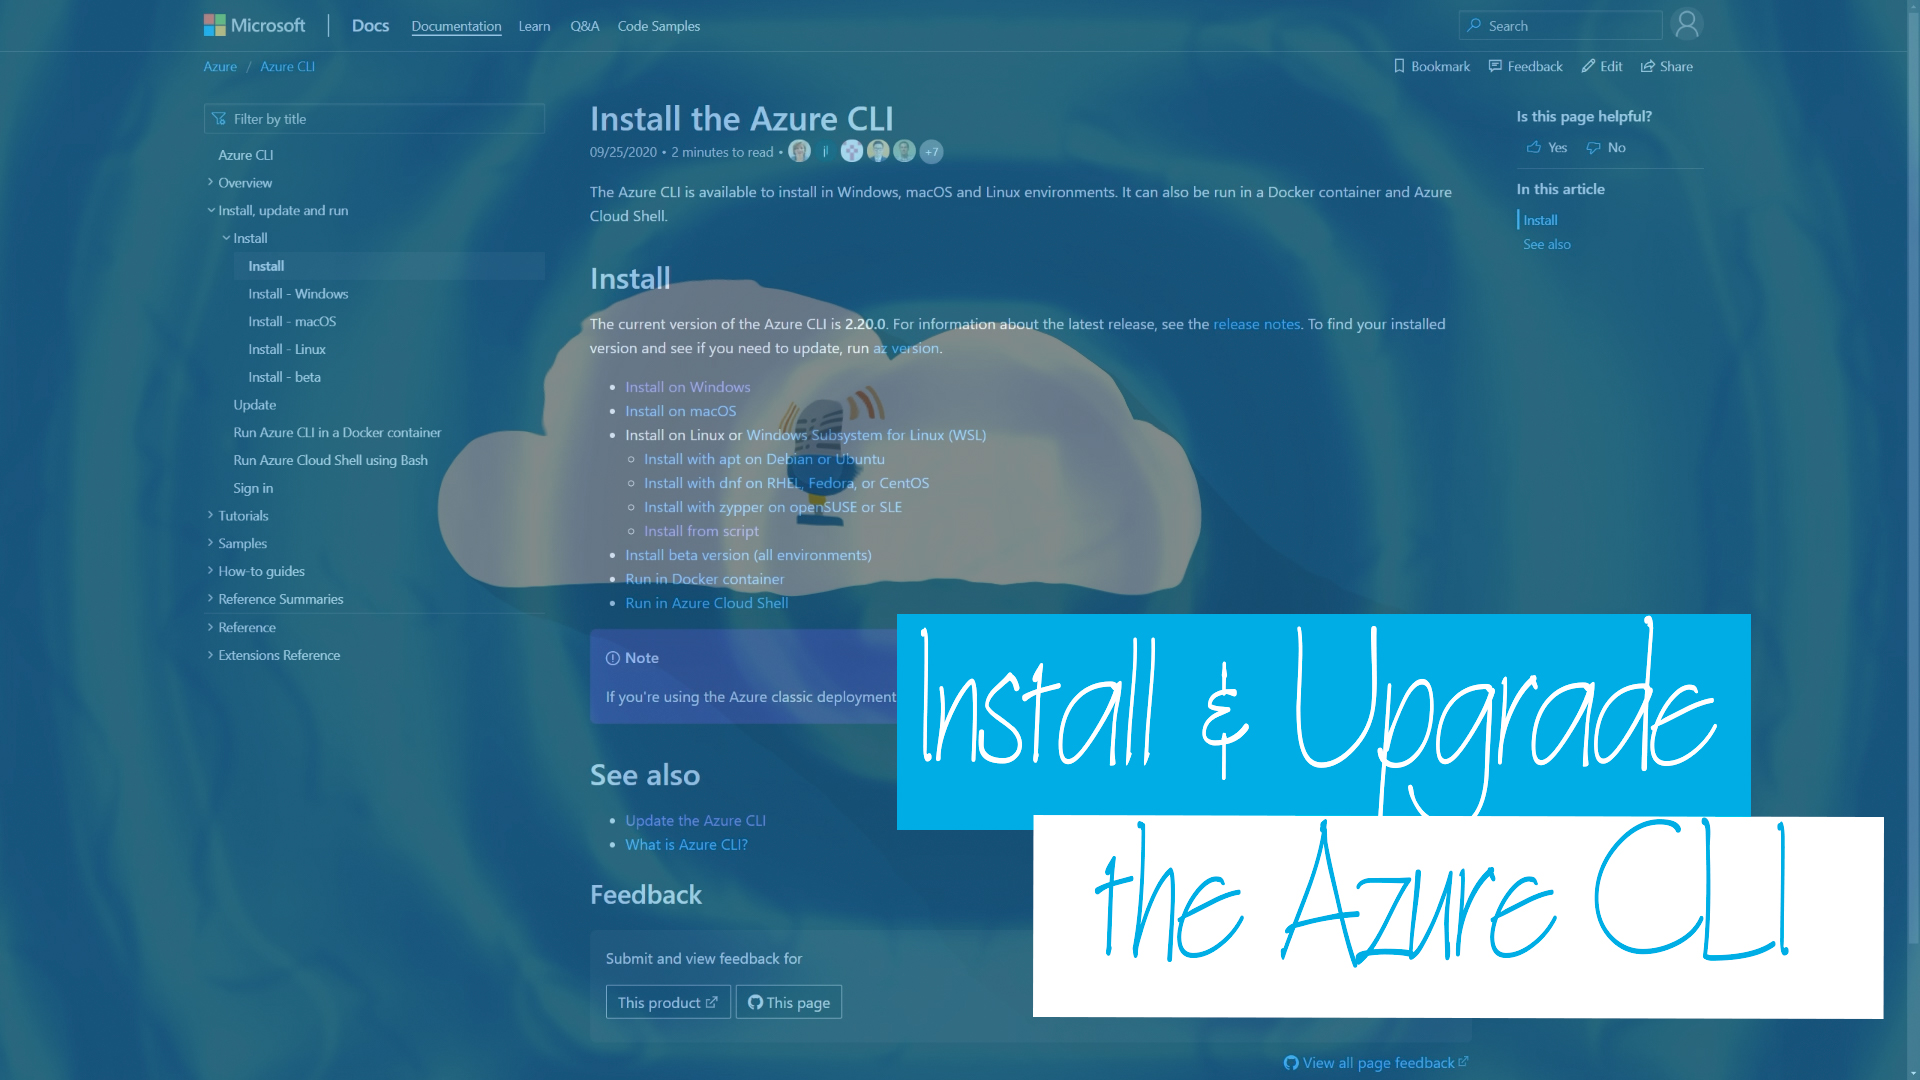 Microsoft
Docs
Documentation
Learn
Q&A
Code Samples
Search
Azure / Azure CLI
Bookmark
Feedback
Edit
Share
Filter by title
Azure CLI
Overview
Install, update and run
Install
Install
Install - Windows
Install - macOS
Install - Linux
Install - beta
Update
Run Azure CLI in a Docker container
Run Azure Cloud Shell using Bash
Sign in
Tutorials
Samples
How-to guides
Reference Summaries
Reference
Extensions Reference
Install the Azure CLI
09/25/2020 • 2 minutes to read •
+7
The Azure CLI is available to install in Windows, macOS and Linux environments. It can also be run in a Docker container and Azure
Cloud Shell.
Install
The current version of the Azure CLI is 2.20.0. For information about the latest release, see the release notes. To find your installed
version and see if you need to update, run az version.
Install on Windows
Install on macOS
Install on Linux or Windows Subsystem for Linux (WSL)
Install with apt on Debian or Ubuntu
Install with dnf on RHEL, Fedora, or CentOS
Install with zypper on openSUSE or SLE
Install from script
Install beta version (all environments)
Run in Docker container
Run in Azure Cloud Shell
Note
If you're using the Azure classic deployment
See also
Update the Azure CLI
What is Azure CLI?
Feedback
Submit and view feedback for
This product
This page
View all page feedback
Is this page helpful?
Yes
No
In this article
Install
See also
Install & Upgrade
the Azure CLI